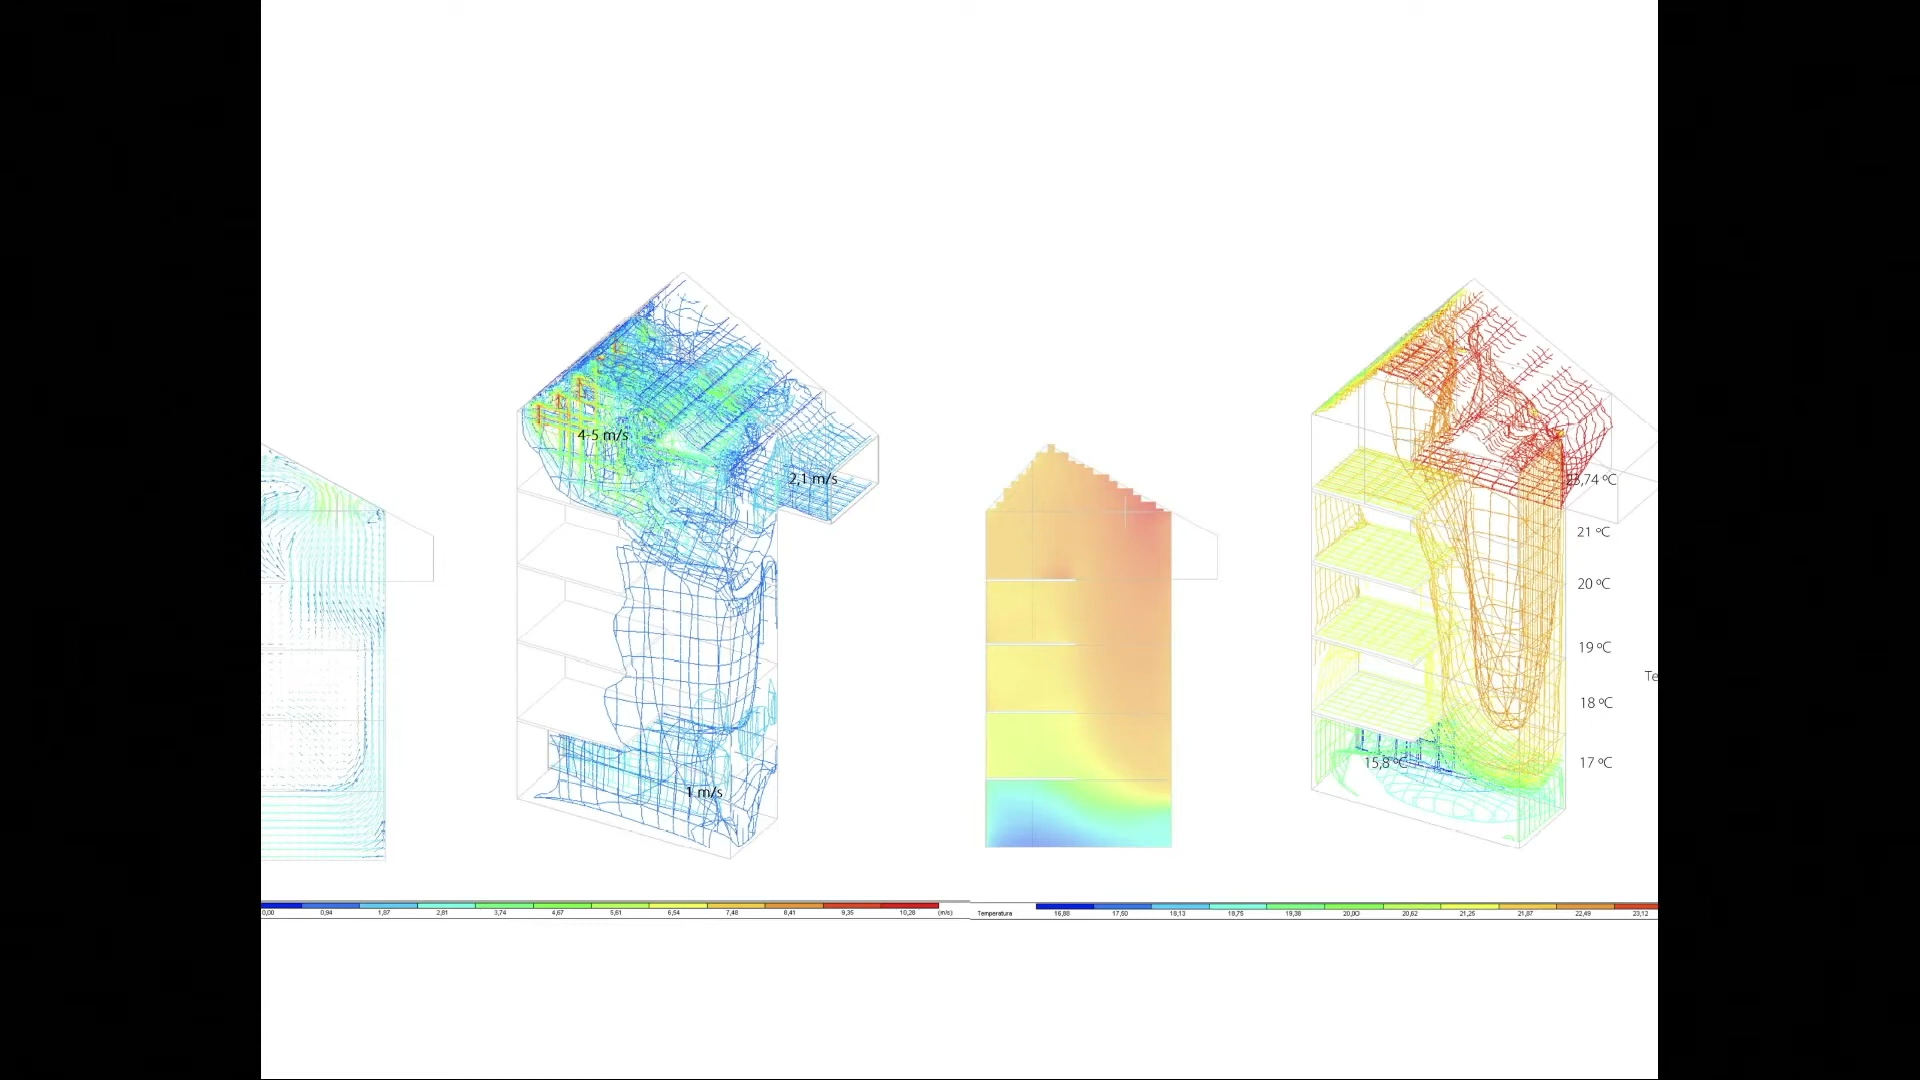 4-5 m/s
2,1 m/s
1 m/s
,74 ºC
21 ºC
20 ºC
19 ºC
Te
18 ºC
15,8 ºC
17 ºC
0,00 0,94 1,87 2,81 3,74 4,67 5,61 6,54 7,48 8,41 9,35 10,28 (m/s)
Temperatura 16,88 17,50 18,13 18,75 19,38 20,00 20,62 21,25 21,87 22,49 23,12